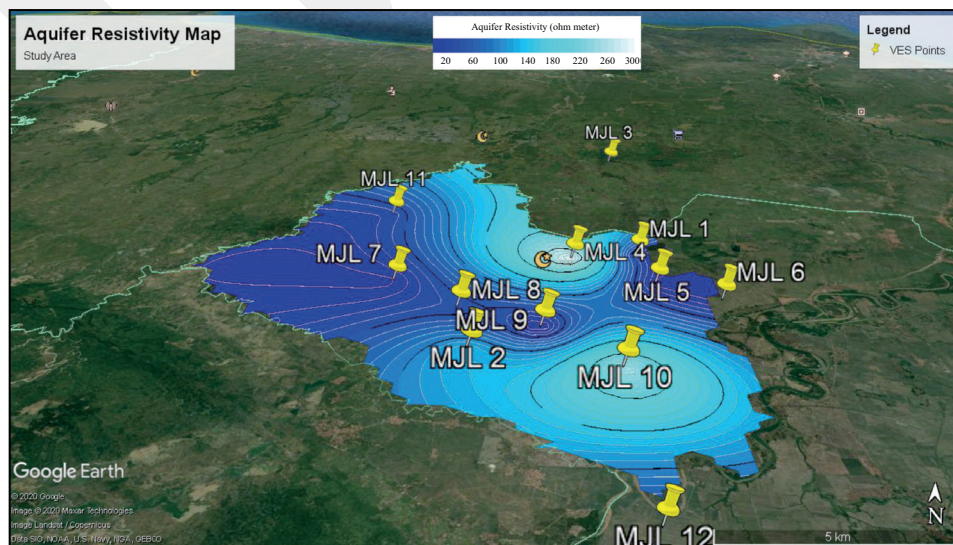 Aquifer Resistivity Map
Study Area
Aquifer Resistivity (ohm meter)
20 60 100 140 180 220 260 300
Legend
VES Points
MJL 3
MJL 11
MJL 1
MJL 7
MJL 4
MJL 6
MJL 5
MJL 8
MJL 9
MJL 2
MJL 10
MJL 12
Google Earth
© 2020 Google
Image © 2020 Maxar Technologies
Image Landsat / Copernicus
Data SIO, NOAA, U.S. Navy, NGA, GEBCO
N
5 km